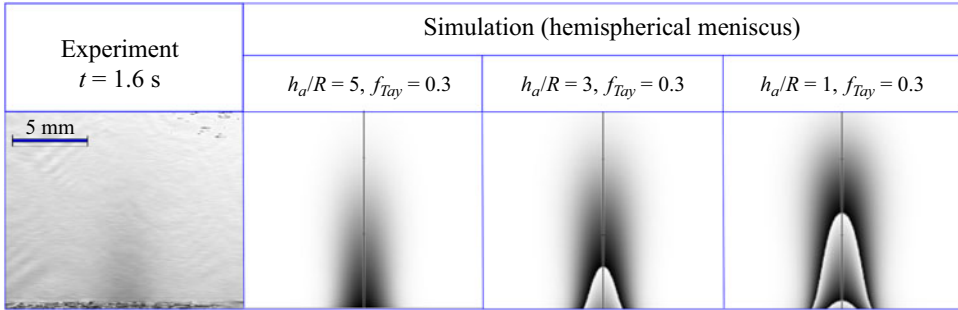 Experiment
t = 1.6 s
Simulation (hemispherical meniscus)
h_a/R = 5, f_Tay = 0.3
h_a/R = 3, f_Tay = 0.3
h_a/R = 1, f_Tay = 0.3
5 mm